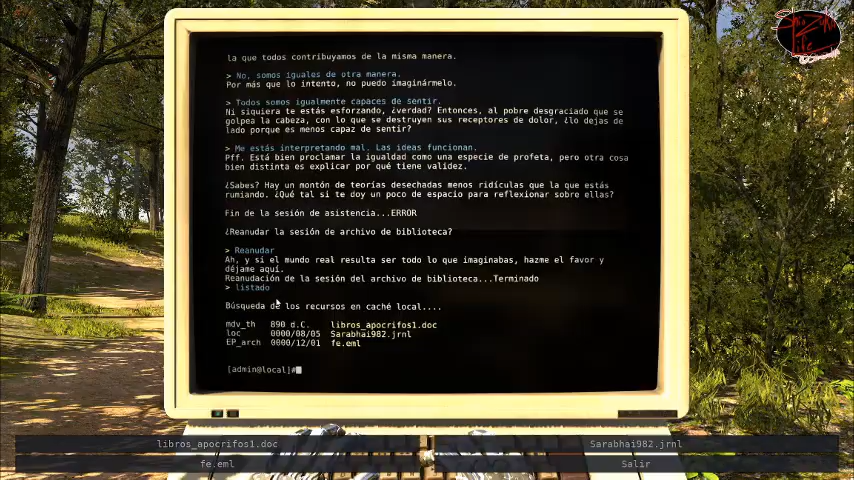 la que todos contribuyamos de la misma manera.
> No, somos iguales de otra manera.
Por más que lo intento, no puedo imaginármelo.
> Todos somos igualmente capaces de sentir.
Ni siquiera te estás esforzando, ¿verdad? Entonces, al pobre desgraciado que se
golpea la cabeza, con lo que se destruyen sus receptores de dolor, ¿lo dejas de
lado porque es menos capaz de sentir?
> Me estás interpretando mal. Las ideas funcionan.
Pff. Está bien proclamar la igualdad como una especie de profeta, pero otra cosa
bien distinta es explicar por qué tiene validez.
¿Sabes? Hay un montón de teorías desechadas menos ridículas que la que estás
rumiando. ¿Qué tal si te doy un poco de espacio para reflexionar sobre ellas?
Fin de la sesión de asistencia...ERROR
¿Reanudar la sesión de archivo de biblioteca?
> Reanudar
Ah, y si el mundo real resulta ser todo lo que imaginabas, hazme el favor y
déjame aquí.
Reanudación de la sesión del archivo de biblioteca...Terminado
> listado
Búsqueda de los recursos en caché local....
mdv_th 890 d.C. libros_apocrifos1.doc
loc 0000/08/05 Sarabhai982.jrnl
EP_arch 0000/12/01 fe.eml
[admin@local]#
libros_apocrifos1.doc
Sarabhai982.jrnl
fe.eml
Salir